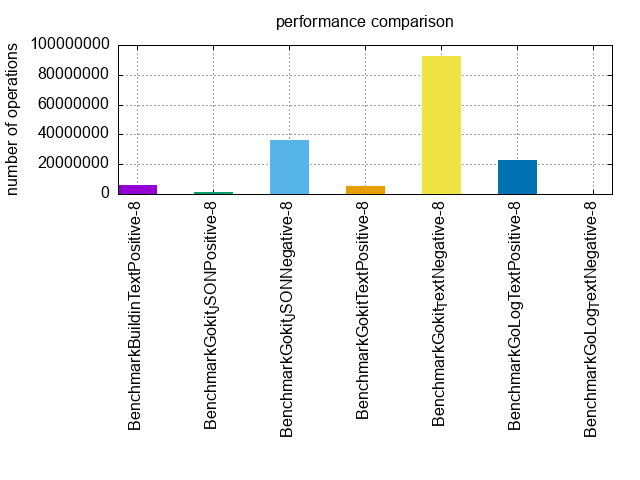 performance comparison
number of operations
100000000
80000000
60000000
40000000
20000000
0
BenchmarkBuildinTextPositive-8
BenchmarkGokitJSONPositive-8
BenchmarkGokitJSONNegative-8
BenchmarkGokitTextPositive-8
BenchmarkGokitTextNegative-8
BenchmarkGoLogTextPositive-8
BenchmarkGoLogTextNegative-8